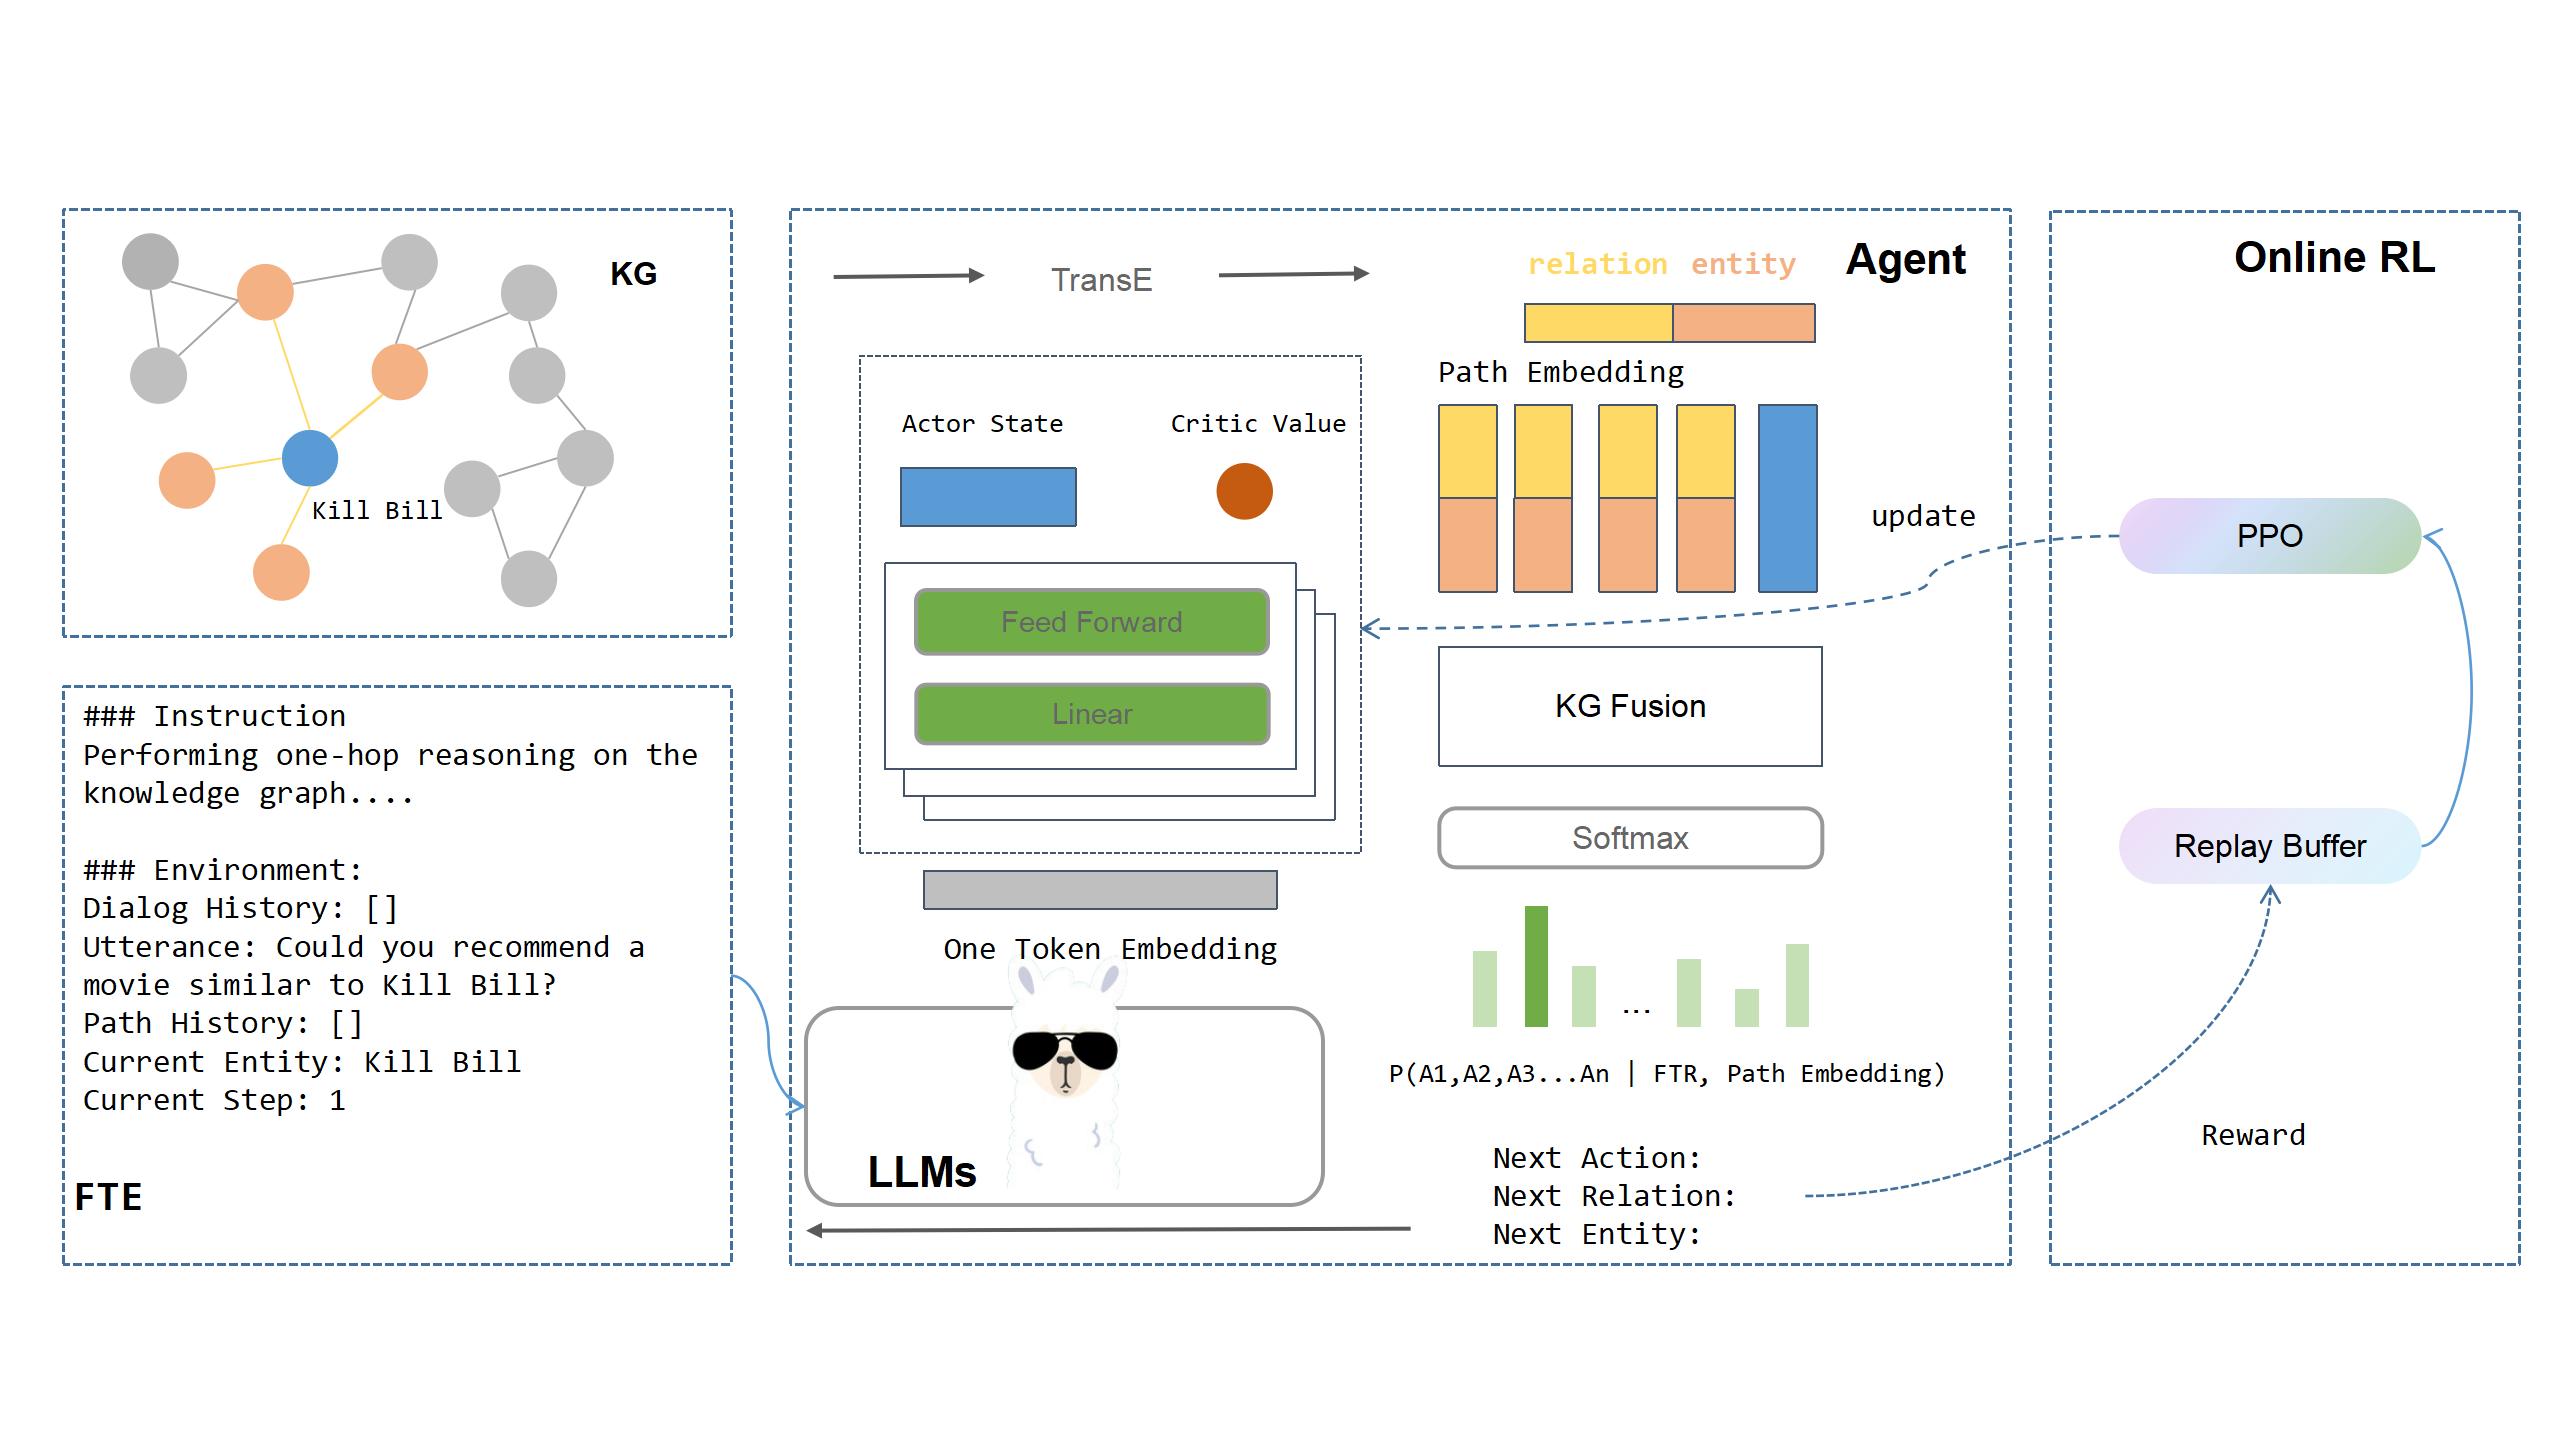 KG
Kill Bill
### Instruction
Performing one-hop reasoning on the
knowledge graph....
### Environment:
Dialog History: []
Utterance: Could you recommend a
movie similar to Kill Bill?
Path History: []
Current Entity: Kill Bill
Current Step: 1
FTE
TransE
relation entity
Agent
Path Embedding
Actor State
Critic Value
Feed Forward
Linear
One Token Embedding
LLMs
update
KG Fusion
Softmax
...
P(A1,A2,A3...An | FTR, Path Embedding)
Next Action:
Next Relation:
Next Entity:
Online RL
PPO
Replay Buffer
Reward